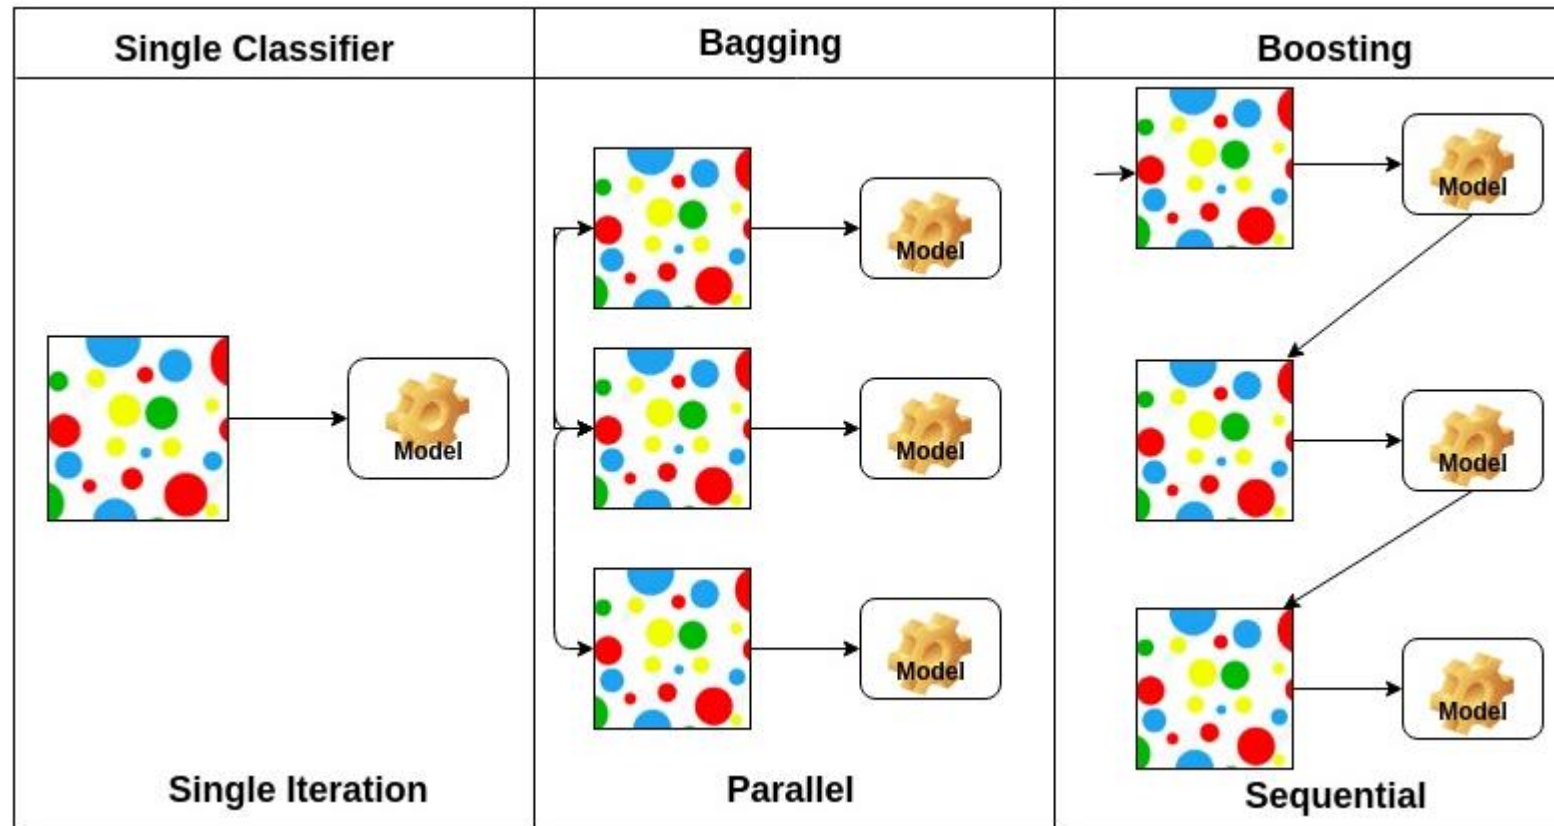 Single Classifier
Bagging
Boosting
Model
Model
Model
Model
Model
Model
Model
Single Iteration
Parallel
Sequential